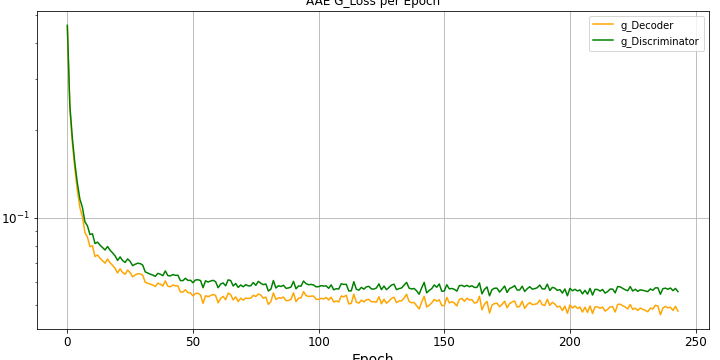 AAE G_Loss per Epoch
g_Decoder
g_Discriminator
10⁻¹
0 50 100 150 200 250
Epoch